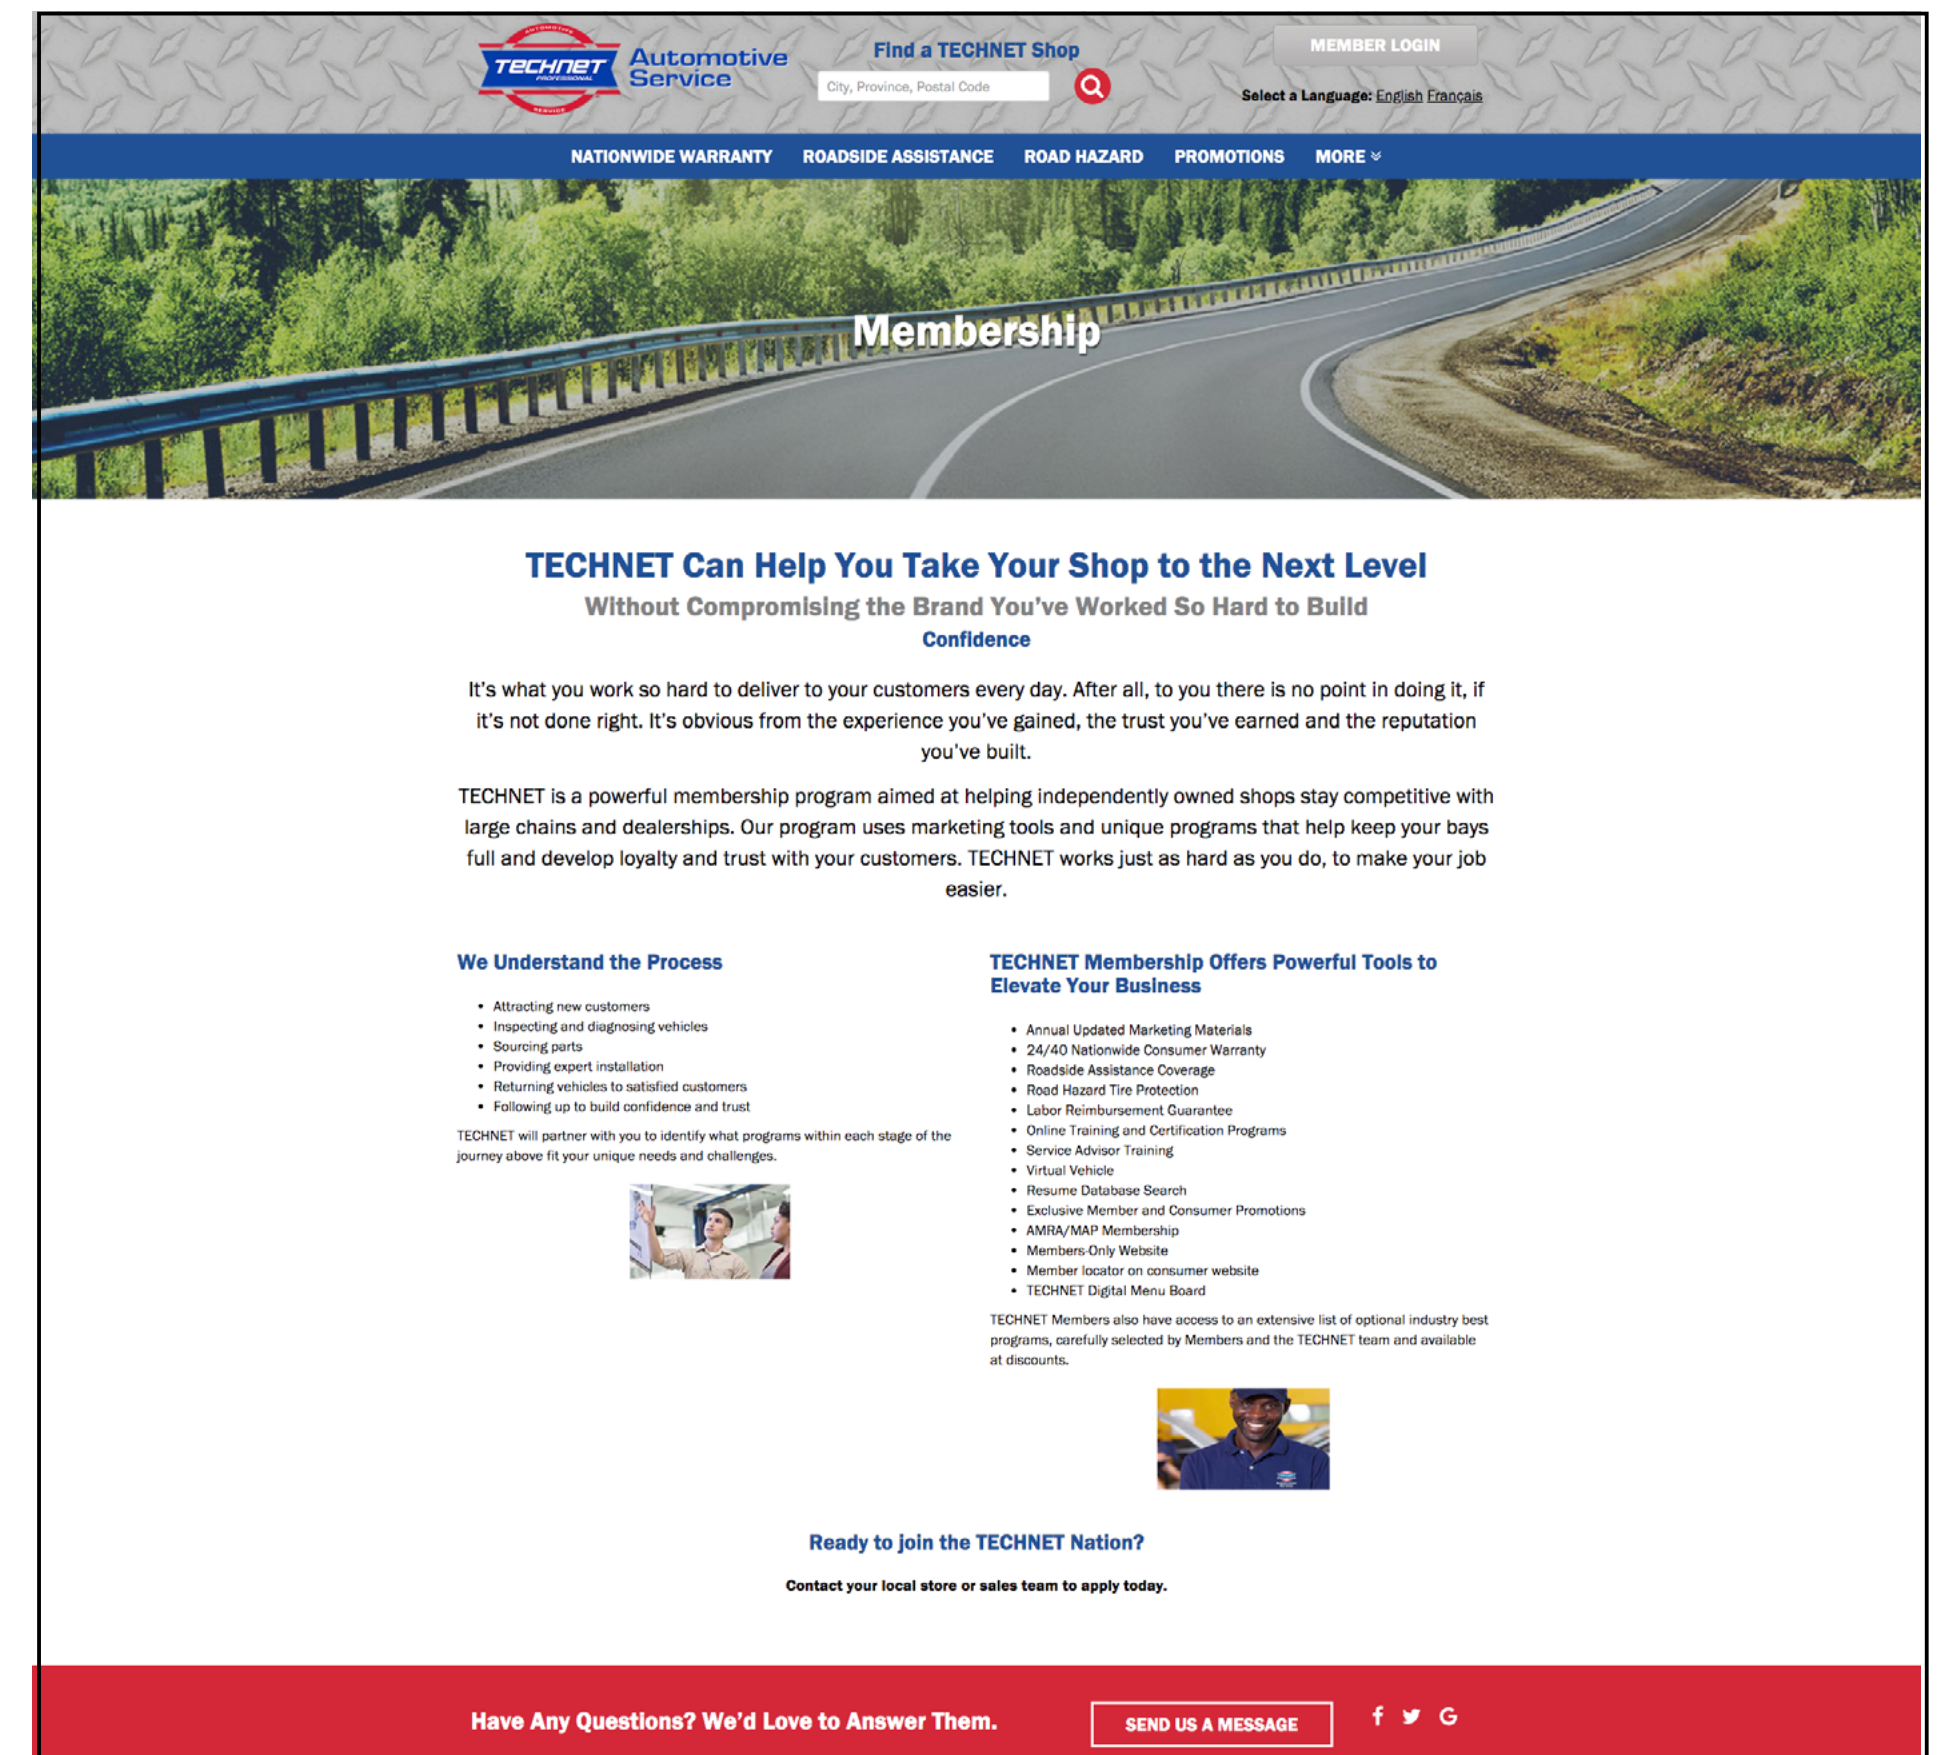 AUTOMOTIVE
TECHNET
PROFESSIONAL
SERVICE
Automotive
Service
Find a TECHNET Shop
City, Province, Postal Code
MEMBER LOGIN
Select a Language: English Français
NATIONWIDE WARRANTY ROADSIDE ASSISTANCE ROAD HAZARD PROMOTIONS MORE
Membership
TECHNET Can Help You Take Your Shop to the Next Level
Without Compromising the Brand You’ve Worked So Hard to Build
Confidence
It’s what you work so hard to deliver to your customers every day. After all, to you there is no point in doing it, if
it’s not done right. It’s obvious from the experience you’ve gained, the trust you’ve earned and the reputation
you’ve built.
TECHNET is a powerful membership program aimed at helping independently owned shops stay competitive with
large chains and dealerships. Our program uses marketing tools and unique programs that help keep your bays
full and develop loyalty and trust with your customers. TECHNET works just as hard as you do, to make your job
easier.
We Understand the Process
• Attracting new customers
• Inspecting and diagnosing vehicles
• Sourcing parts
• Providing expert installation
• Returning vehicles to satisfied customers
• Following up to build confidence and trust
TECHNET will partner with you to identify what programs within each stage of the
journey above fit your unique needs and challenges.
TECHNET Membership Offers Powerful Tools to
Elevate Your Business
• Annual Updated Marketing Materials
• 24/40 Nationwide Consumer Warranty
• Roadside Assistance Coverage
• Road Hazard Tire Protection
• Labor Reimbursement Guarantee
• Online Training and Certification Programs
• Service Advisor Training
• Virtual Vehicle
• Resume Database Search
• Exclusive Member and Consumer Promotions
• AMRA/MAP Membership
• Members-Only Website
• Member locator on consumer website
• TECHNET Digital Menu Board
TECHNET Members also have access to an extensive list of optional industry best
programs, carefully selected by Members and the TECHNET team and available
at discounts.
Ready to join the TECHNET Nation?
Contact your local store or sales team to apply today.
Have Any Questions? We’d Love to Answer Them.
SEND US A MESSAGE